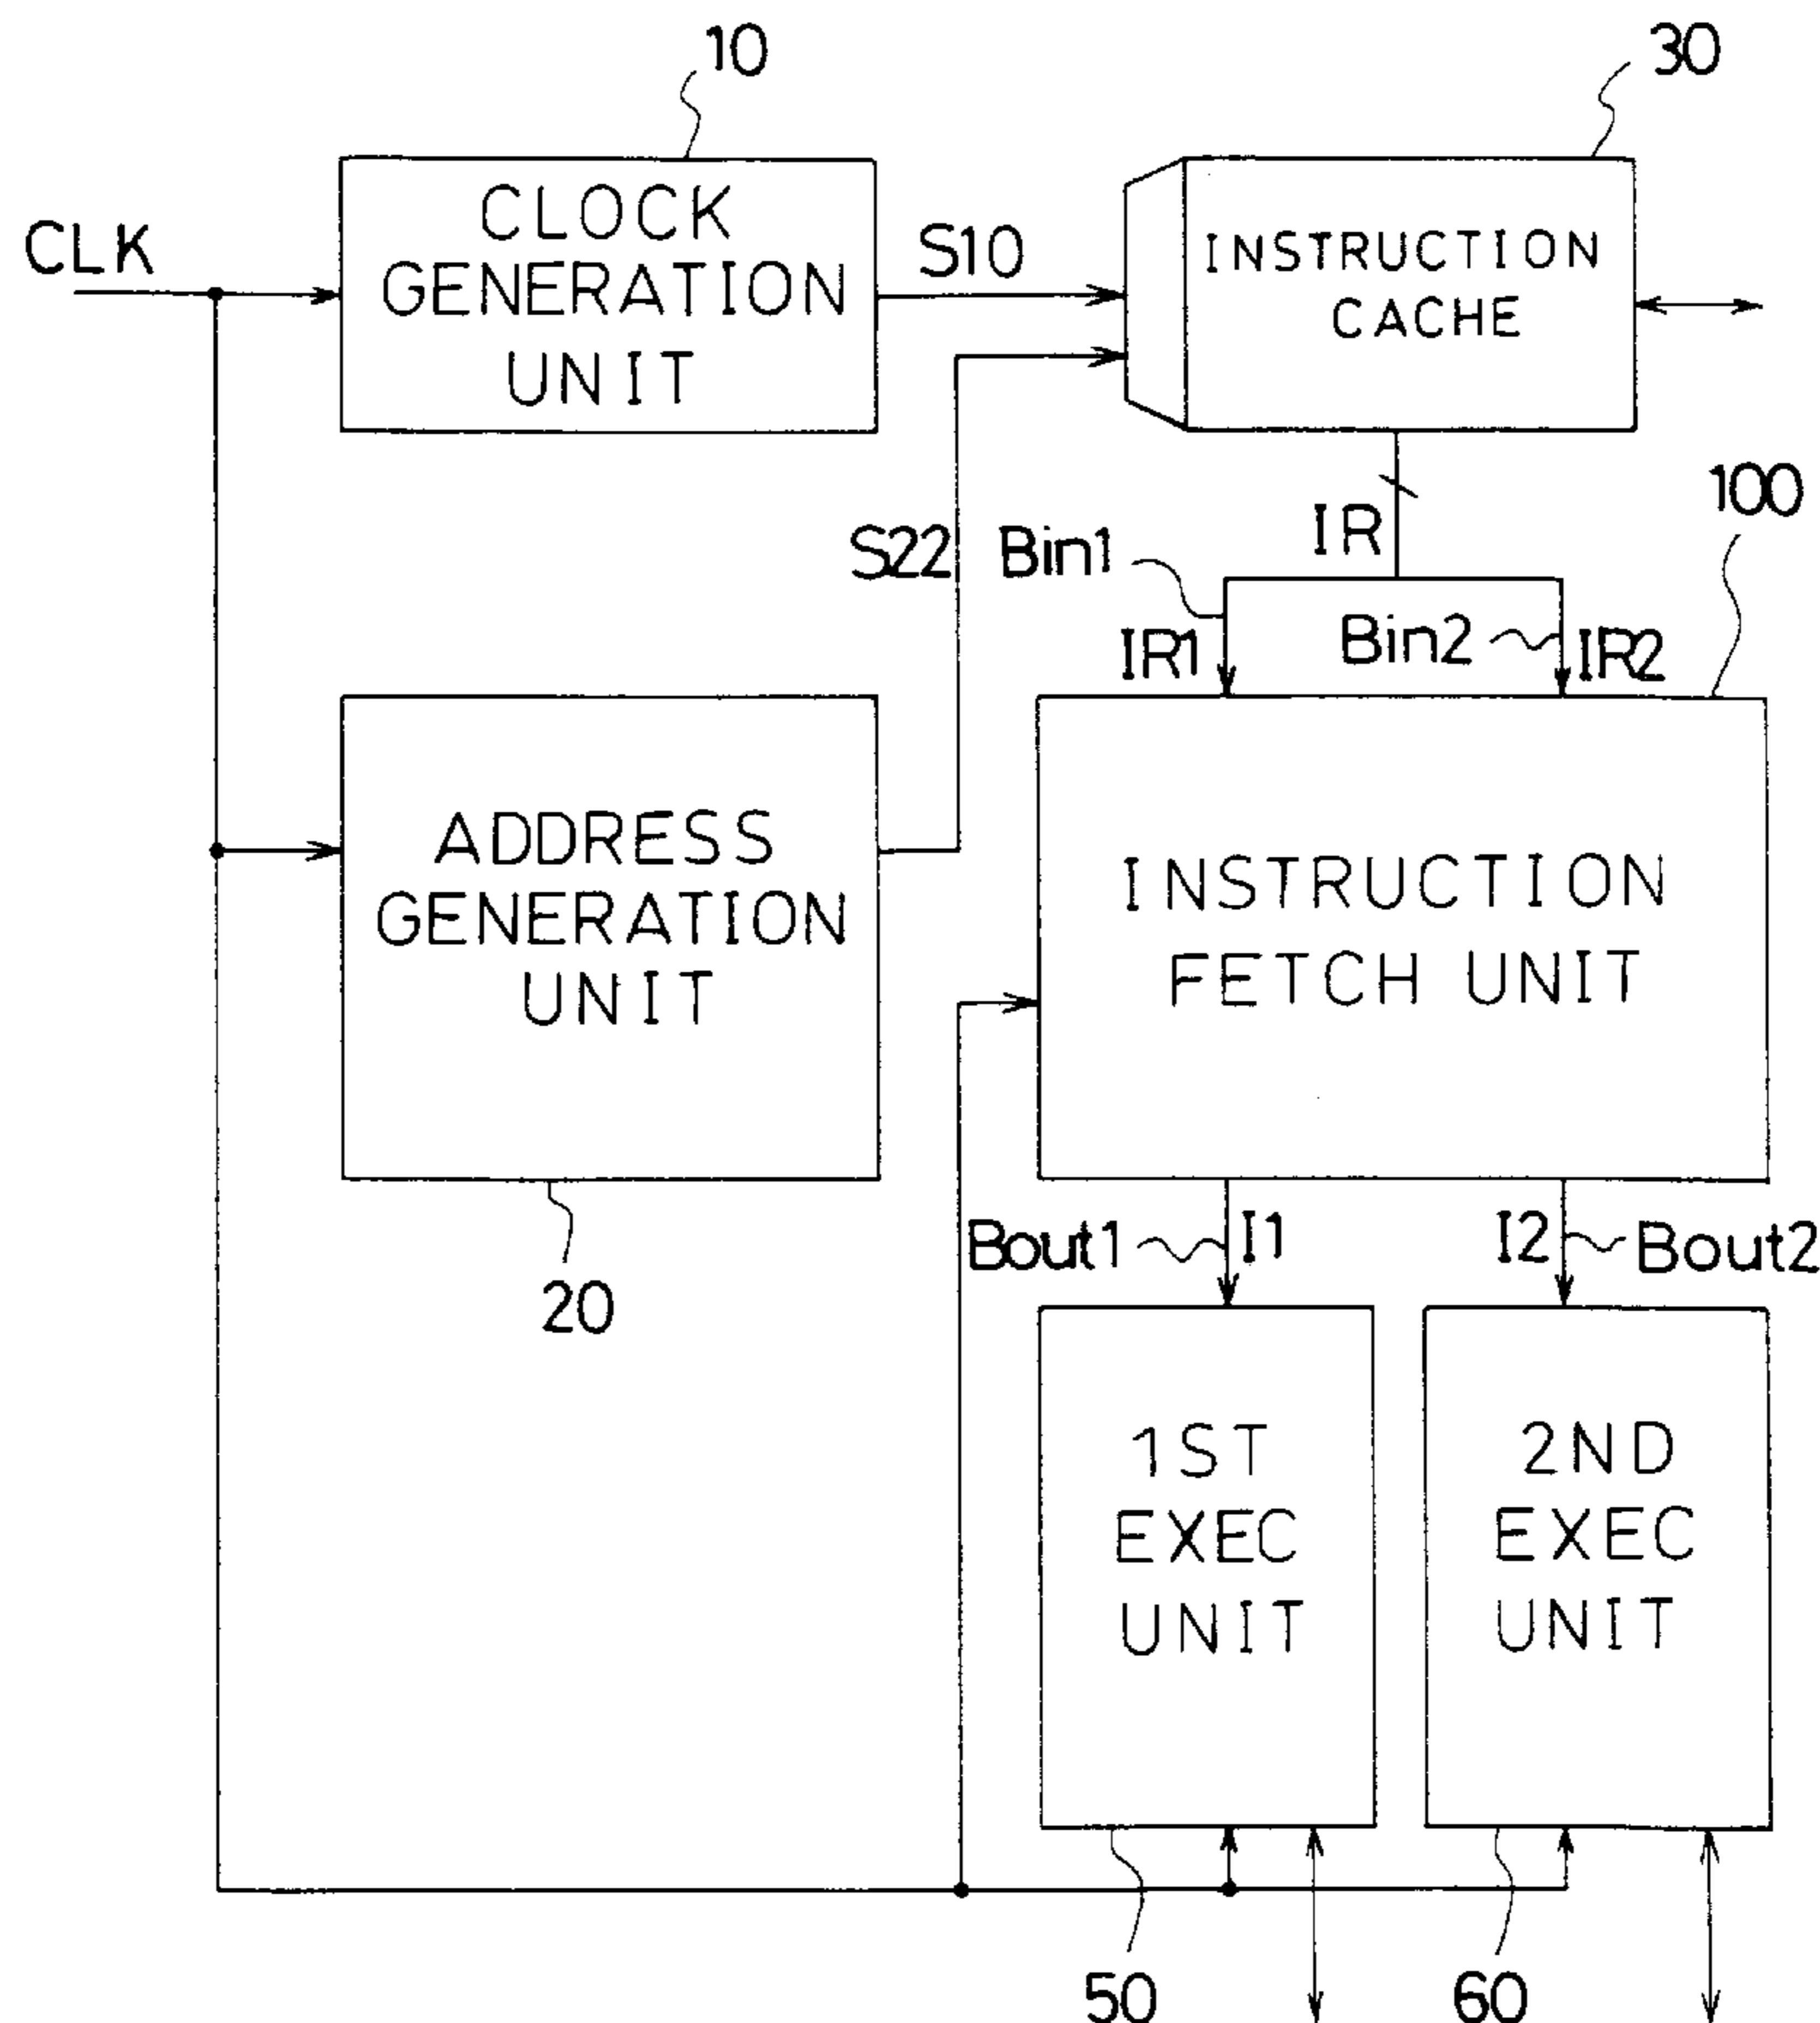 10
30
CLK
CLOCK
GENERATION
UNIT
S10
INSTRUCTION
CACHE
100
S22
Bin1
IR
IR1
Bin2
IR2
ADDRESS
GENERATION
UNIT
INSTRUCTION
FETCH UNIT
20
Bout1
I1
I2
Bout2
1ST
EXEC
UNIT
2ND
EXEC
UNIT
50
60